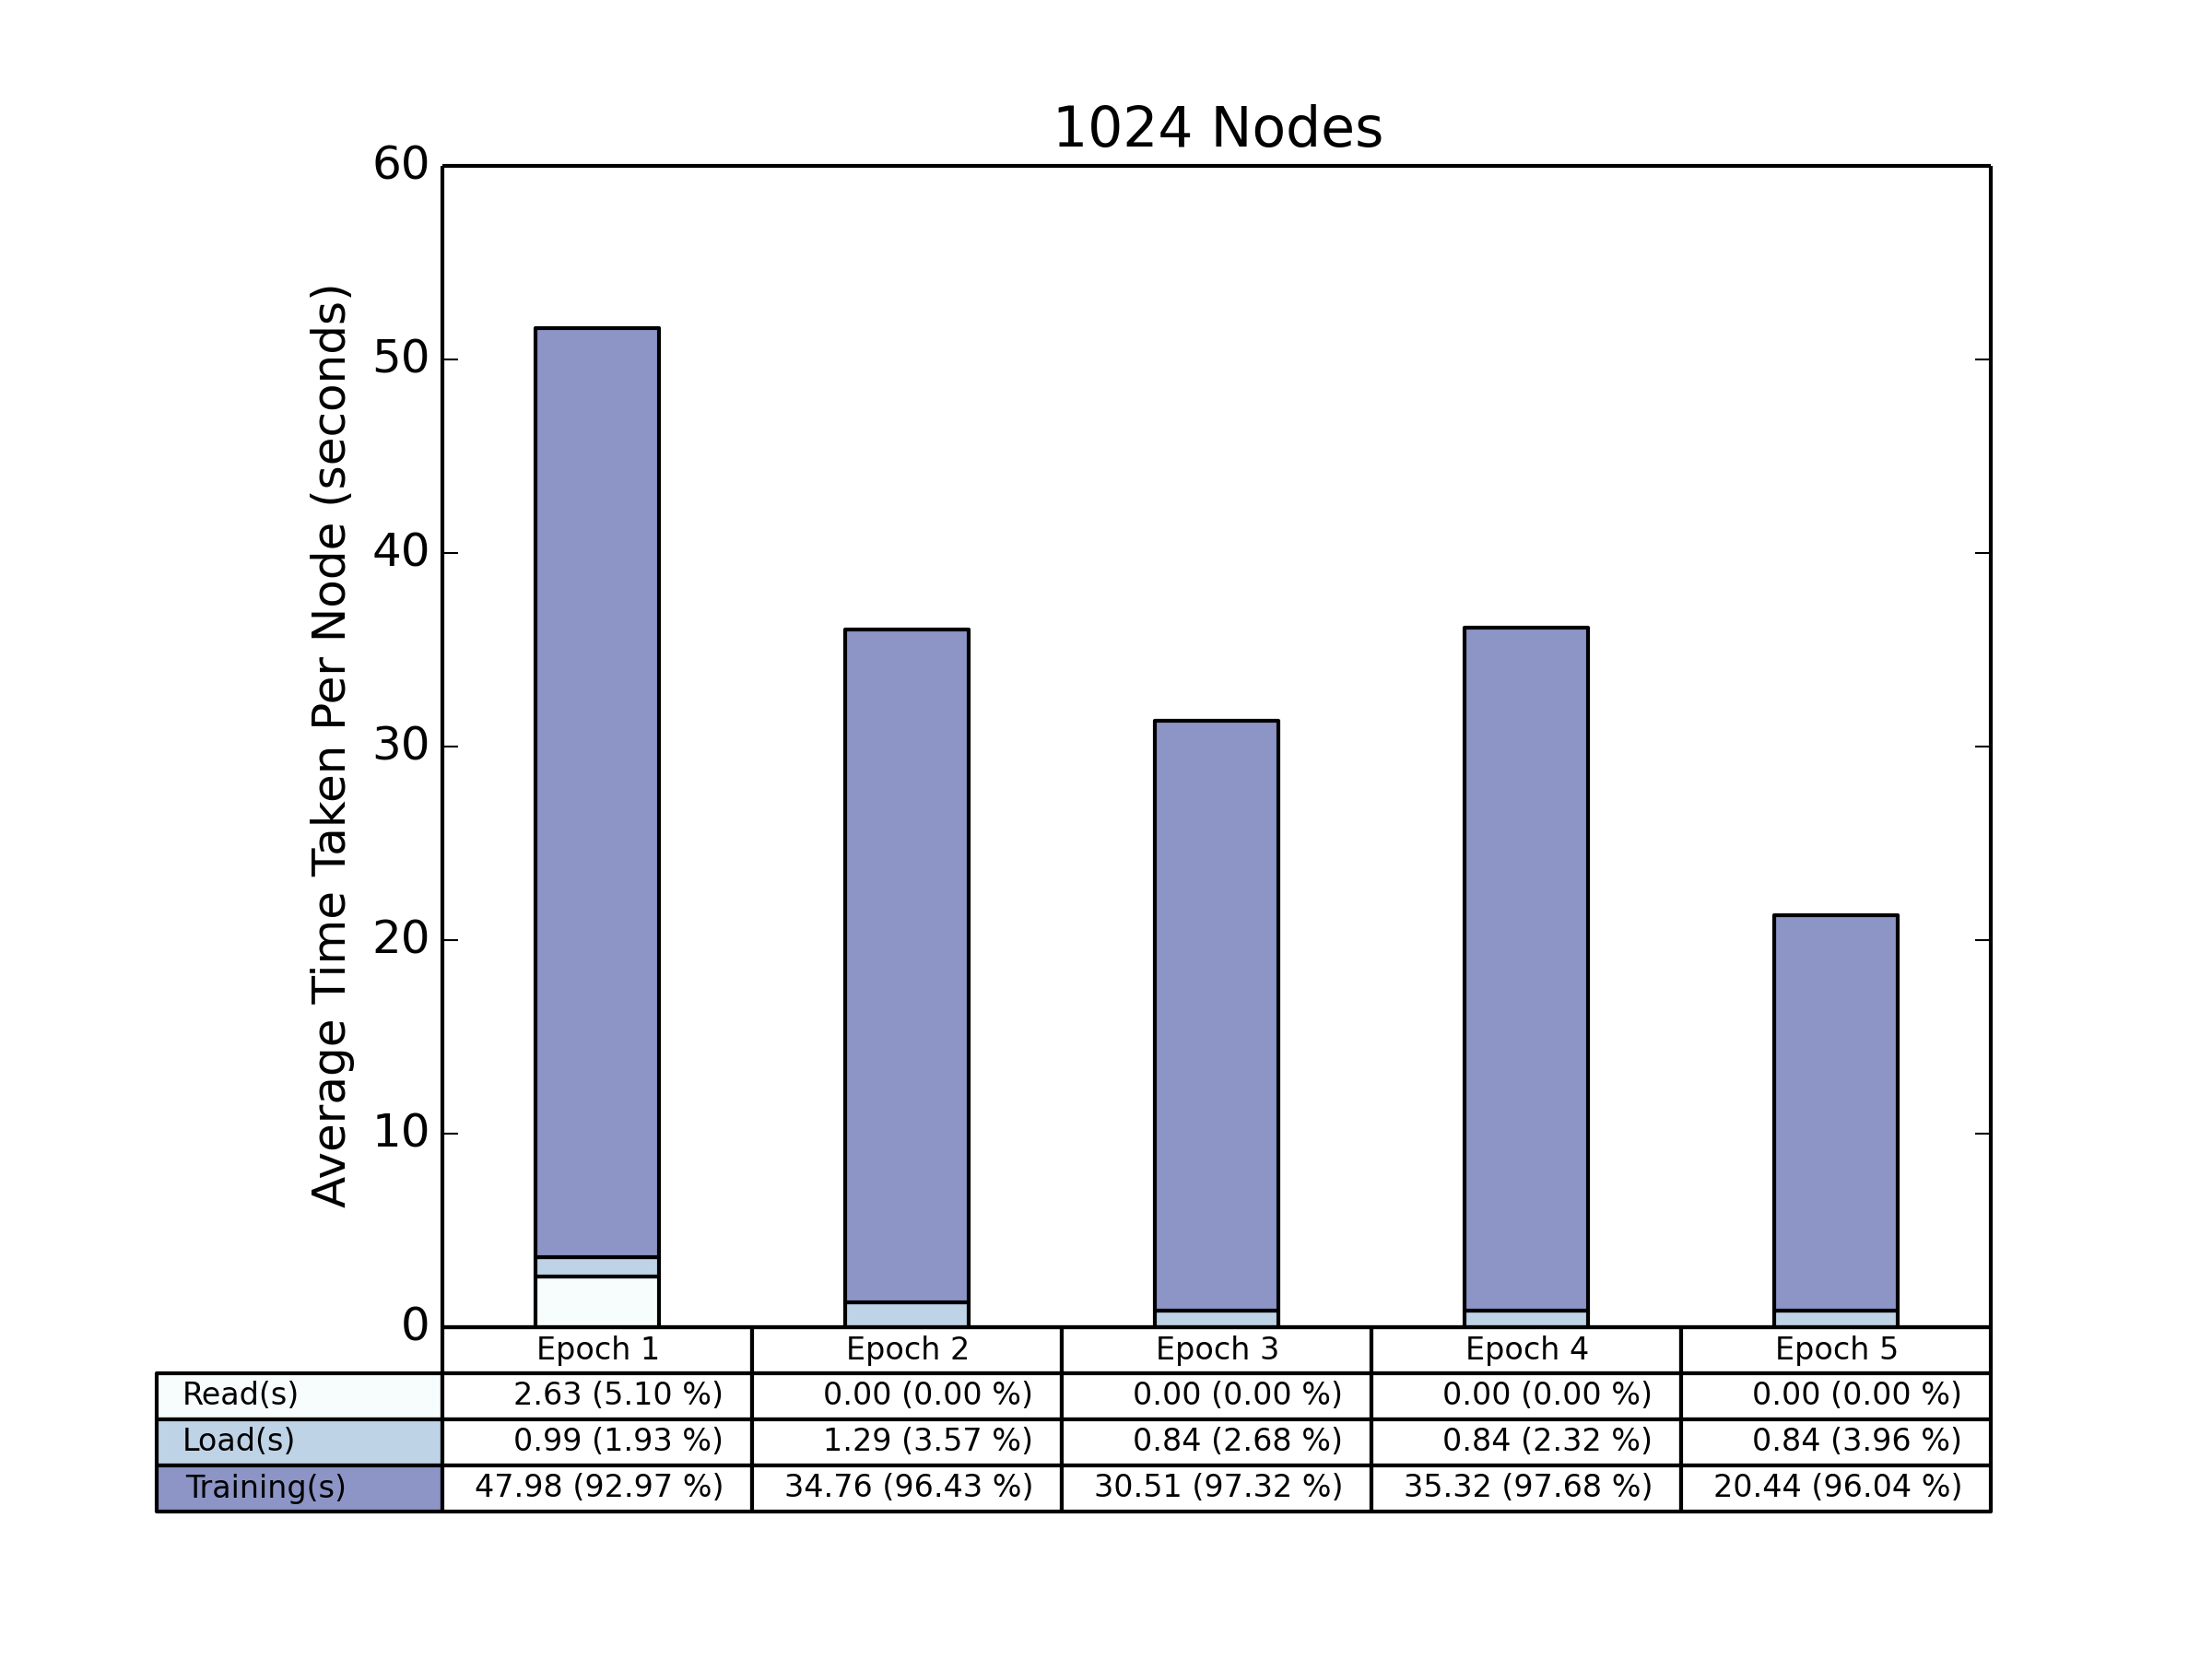 1024 Nodes
Average Time Taken Per Node (seconds)
60
50
40
30
20
10
0
Epoch 1 Epoch 2 Epoch 3 Epoch 4 Epoch 5
Read(s) 2.63 (5.10 %) 0.00 (0.00 %) 0.00 (0.00 %) 0.00 (0.00 %) 0.00 (0.00 %)
Load(s) 0.99 (1.93 %) 1.29 (3.57 %) 0.84 (2.68 %) 0.84 (2.32 %) 0.84 (3.96 %)
Training(s) 47.98 (92.97 %) 34.76 (96.43 %) 30.51 (97.32 %) 35.32 (97.68 %) 20.44 (96.04 %)